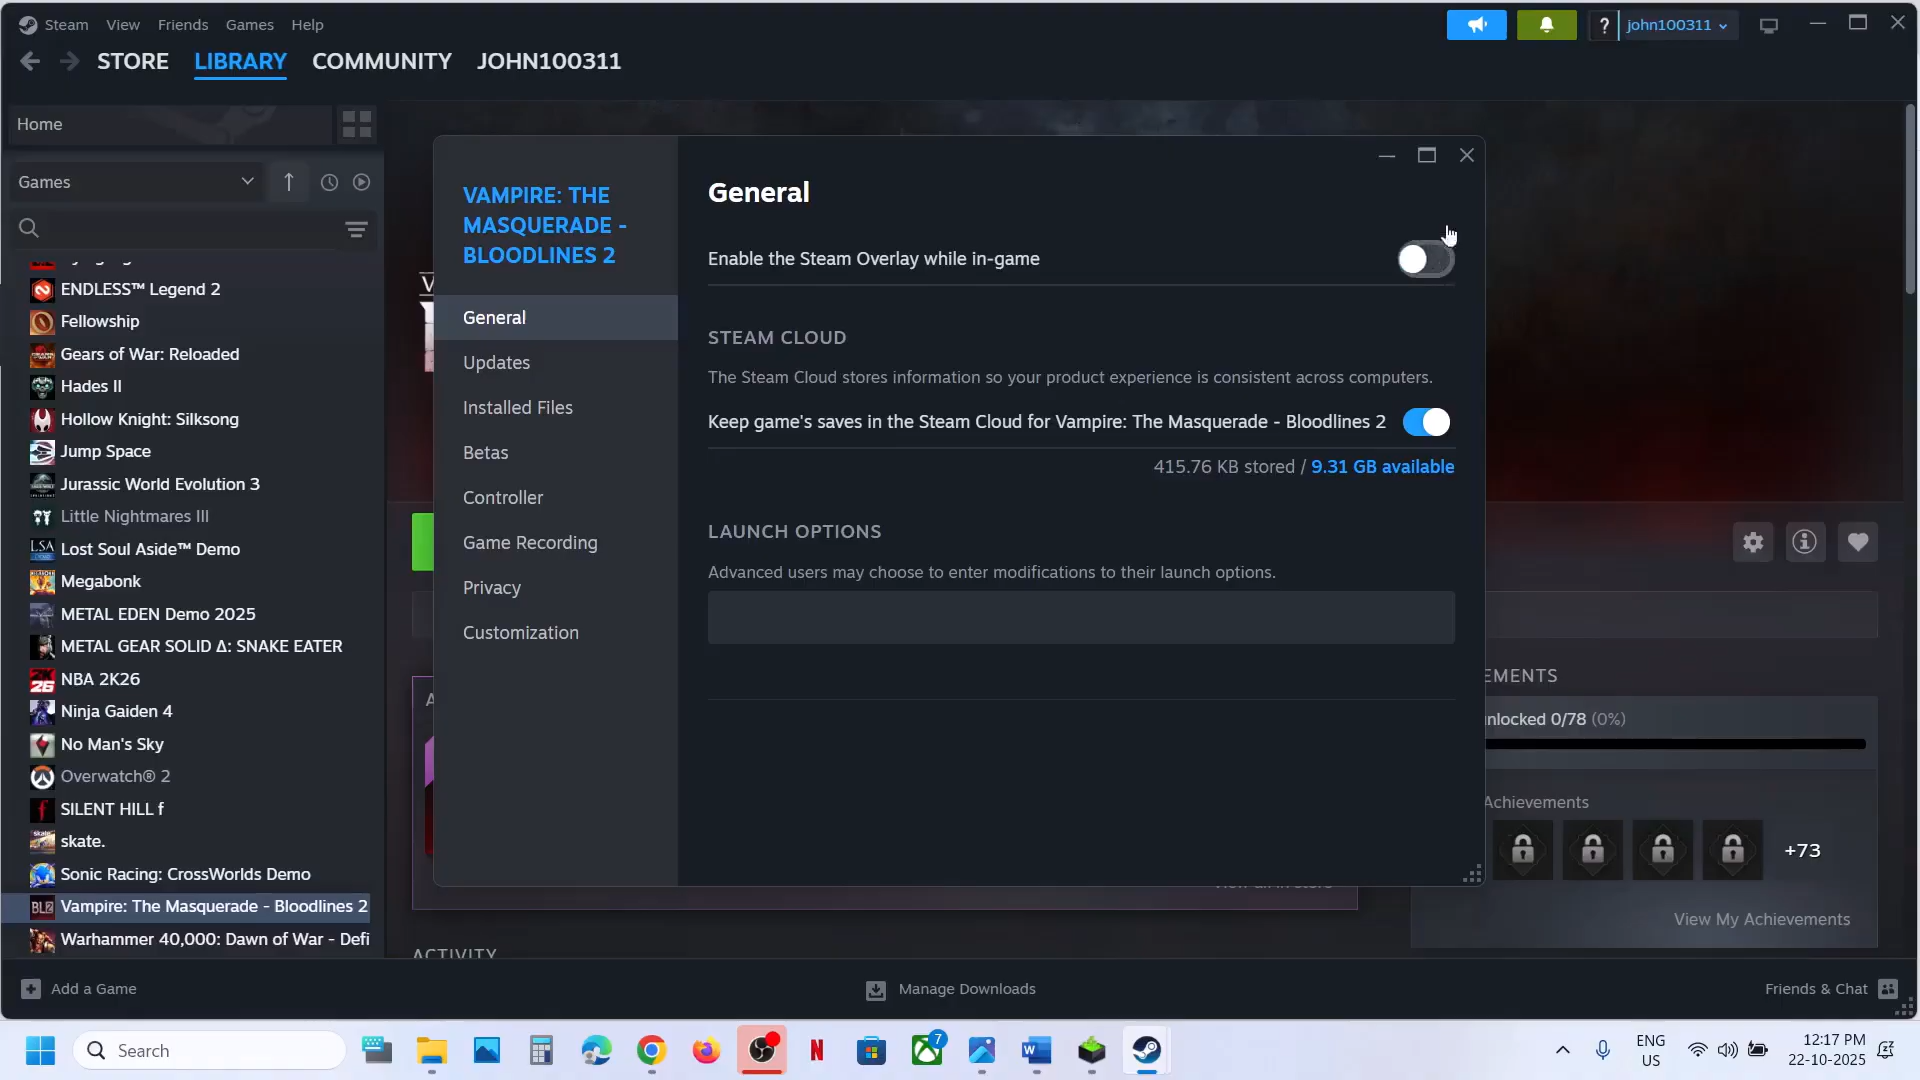 Steam View Friends Games Help
john100311
STORE LIBRARY COMMUNITY JOHN100311
Home
Games
ENDLESS™ Legend 2
Fellowship
Gears of War: Reloaded
Hades II
Hollow Knight: Silksong
Jump Space
Jurassic World Evolution 3
Little Nightmares III
Lost Soul Aside™ Demo
Megabonk
METAL EDEN Demo 2025
METAL GEAR SOLID Δ: SNAKE EATER
NBA 2K26
Ninja Gaiden 4
No Man's Sky
Overwatch® 2
SILENT HILL f
skate.
Sonic Racing: CrossWorlds Demo
Vampire: The Masquerade - Bloodlines 2
Warhammer 40,000: Dawn of War - Defi
VAMPIRE: THE
MASQUERADE -
BLOODLINES 2
General
Updates
Installed Files
Betas
Controller
Game Recording
Privacy
Customization
General
Enable the Steam Overlay while in-game
STEAM CLOUD
The Steam Cloud stores information so your product experience is consistent across computers.
Keep game's saves in the Steam Cloud for Vampire: The Masquerade - Bloodlines 2
415.76 KB stored / 9.31 GB available
LAUNCH OPTIONS
Advanced users may choose to enter modifications to their launch options.
EMENTS
nlocked 0/78 (0%)
Achievements
+73
View My Achievements
ACTIVITY
Add a Game
Manage Downloads
Friends & Chat
Search
7
ENG
US
12:17 PM
22-10-2025